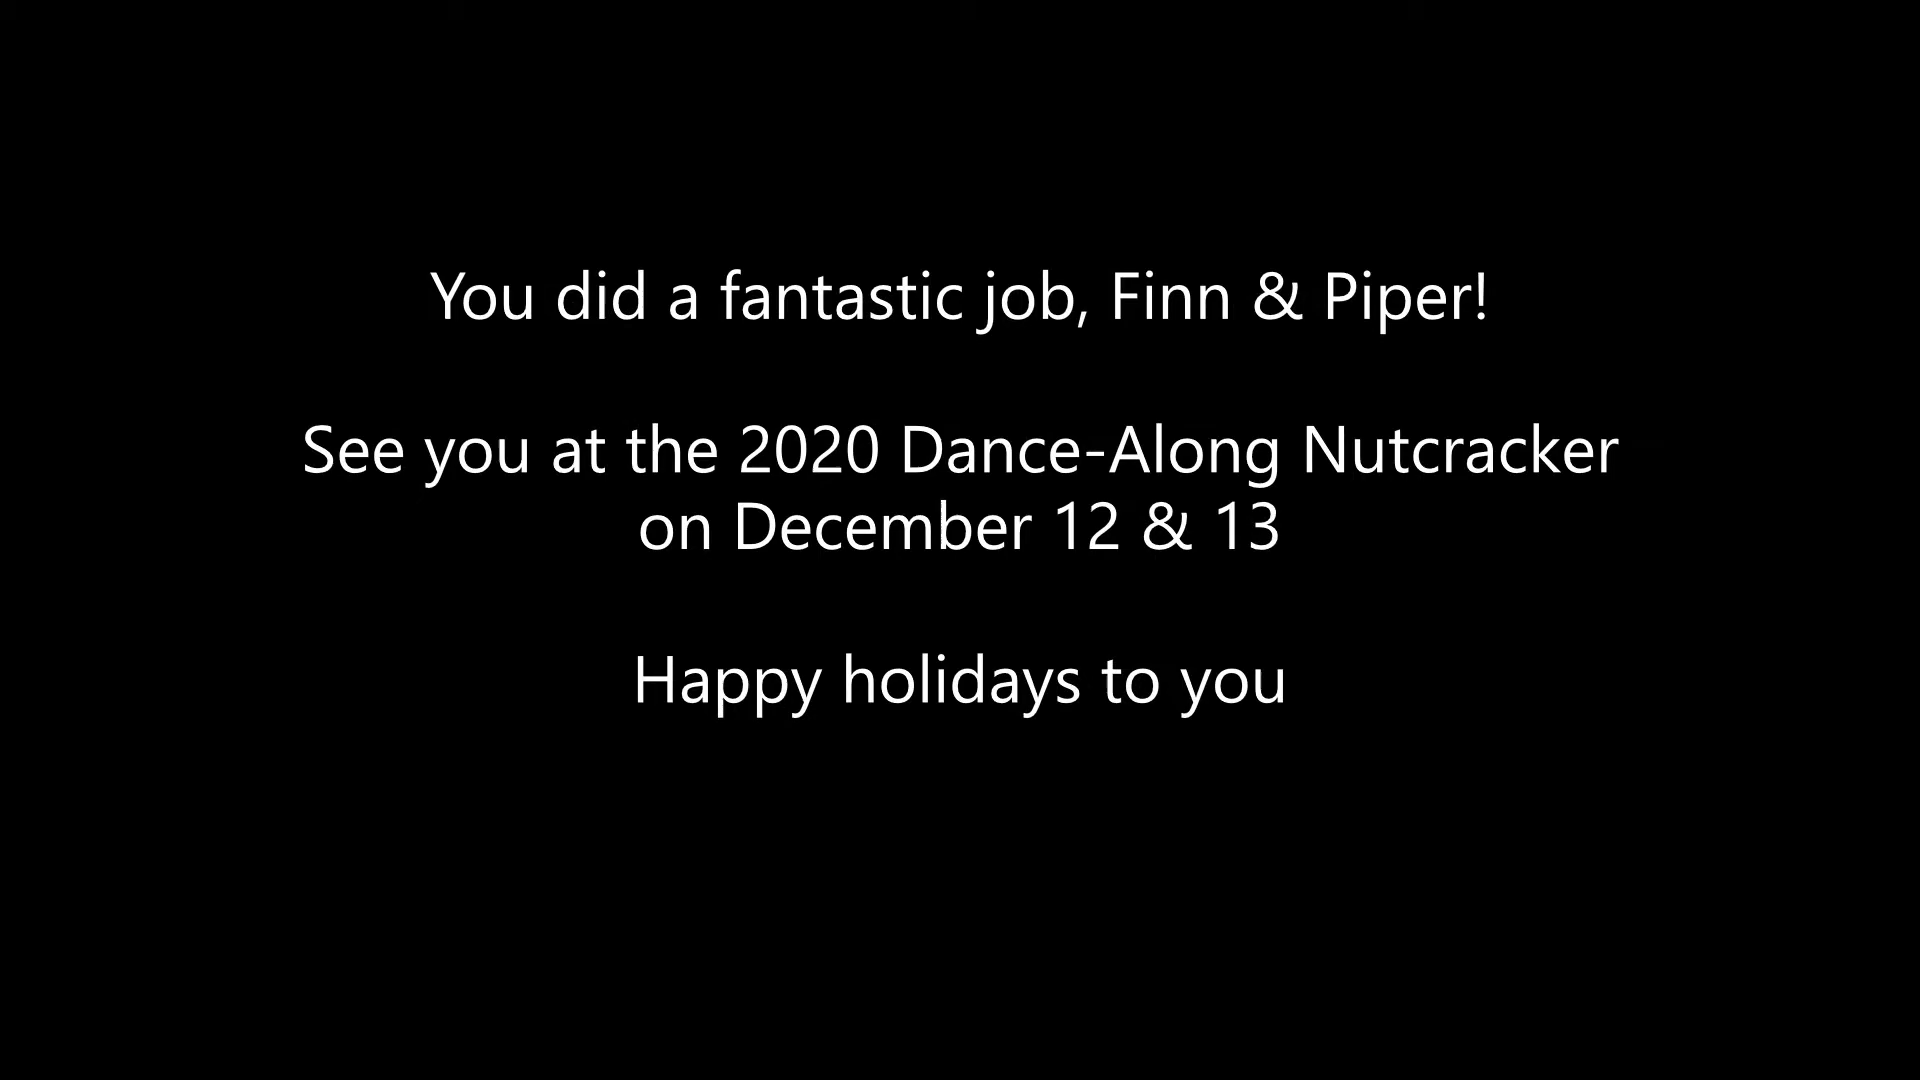 You did a fantastic job, Finn & Piper!
See you at the 2020 Dance-Along Nutcracker
on December 12 & 13
Happy holidays to you